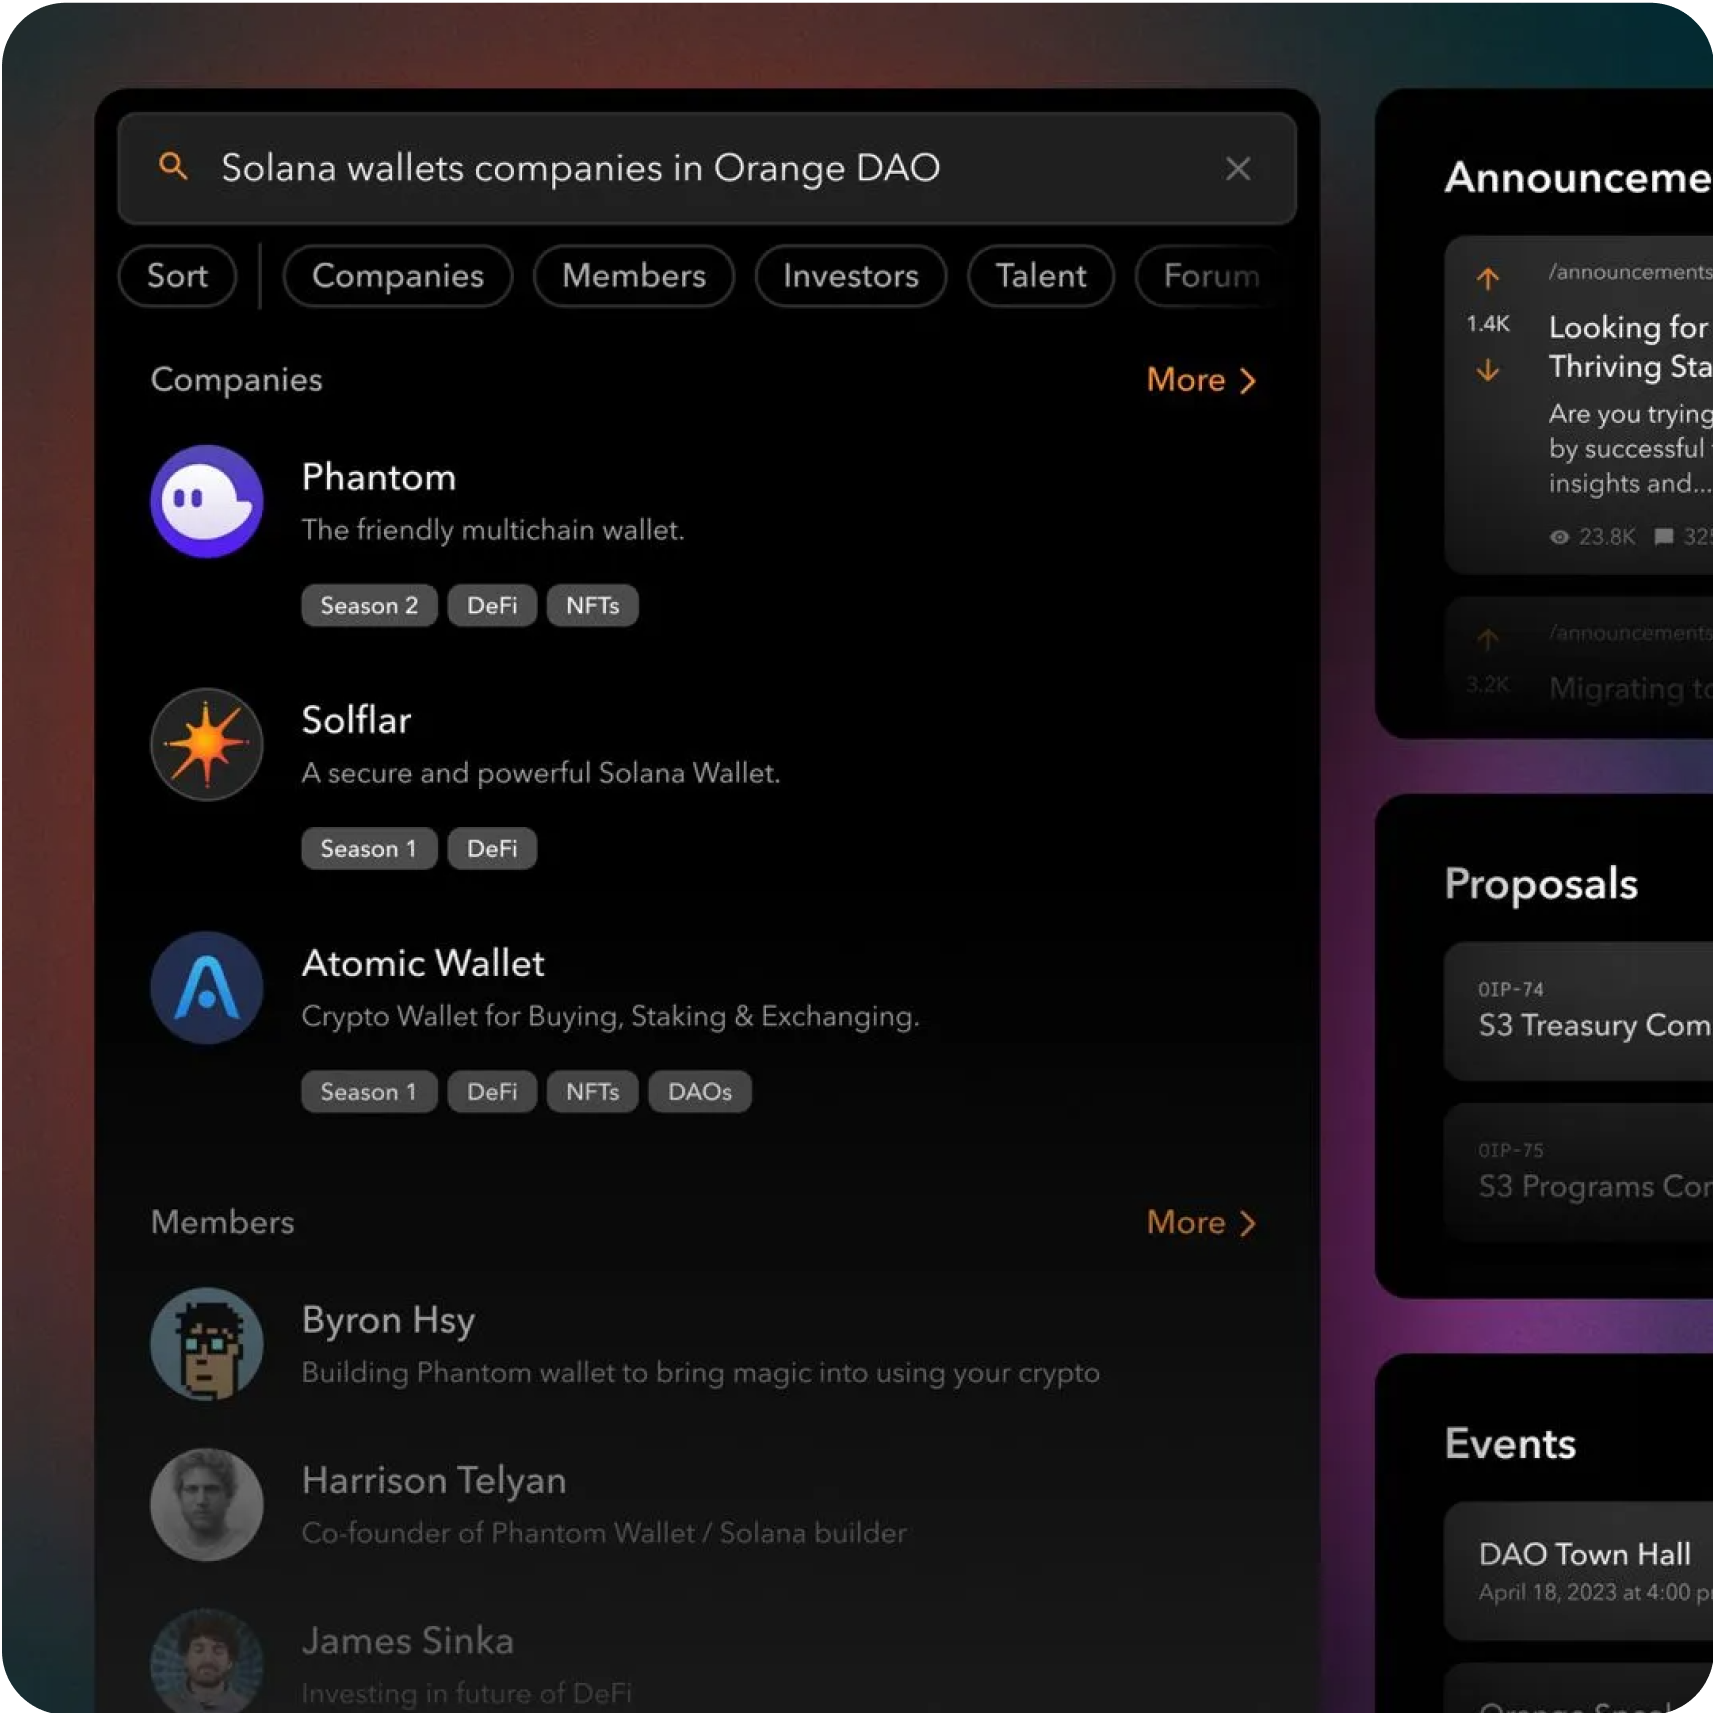 Solana wallets companies in Orange DAO
Sort
Companies
Members
Investors
Talent
Forum
Companies
More
Phantom
The friendly multichain wallet.
Season 2
DeFi
NFTs
Solflar
A secure and powerful Solana Wallet.
Season 1
DeFi
Atomic Wallet
Crypto Wallet for Buying, Staking & Exchanging.
Season 1
DeFi
NFTs
DAOs
Members
More
Byron Hsy
Building Phantom wallet to bring magic into using your crypto
Harrison Telyan
Co-founder of Phantom Wallet / Solana builder
James Sinka
Investing in future of DeFi
Announceme
/announcements
1.4K
Looking for
Thriving Sta
Are you trying
by successful
insights and...
23.8K
325
/announcements
3.2K
Migrating to
Proposals
OIP-74
S3 Treasury Com
OIP-75
S3 Programs Cor
Events
DAO Town Hall
April 18, 2023 at 4:00 p
Orange